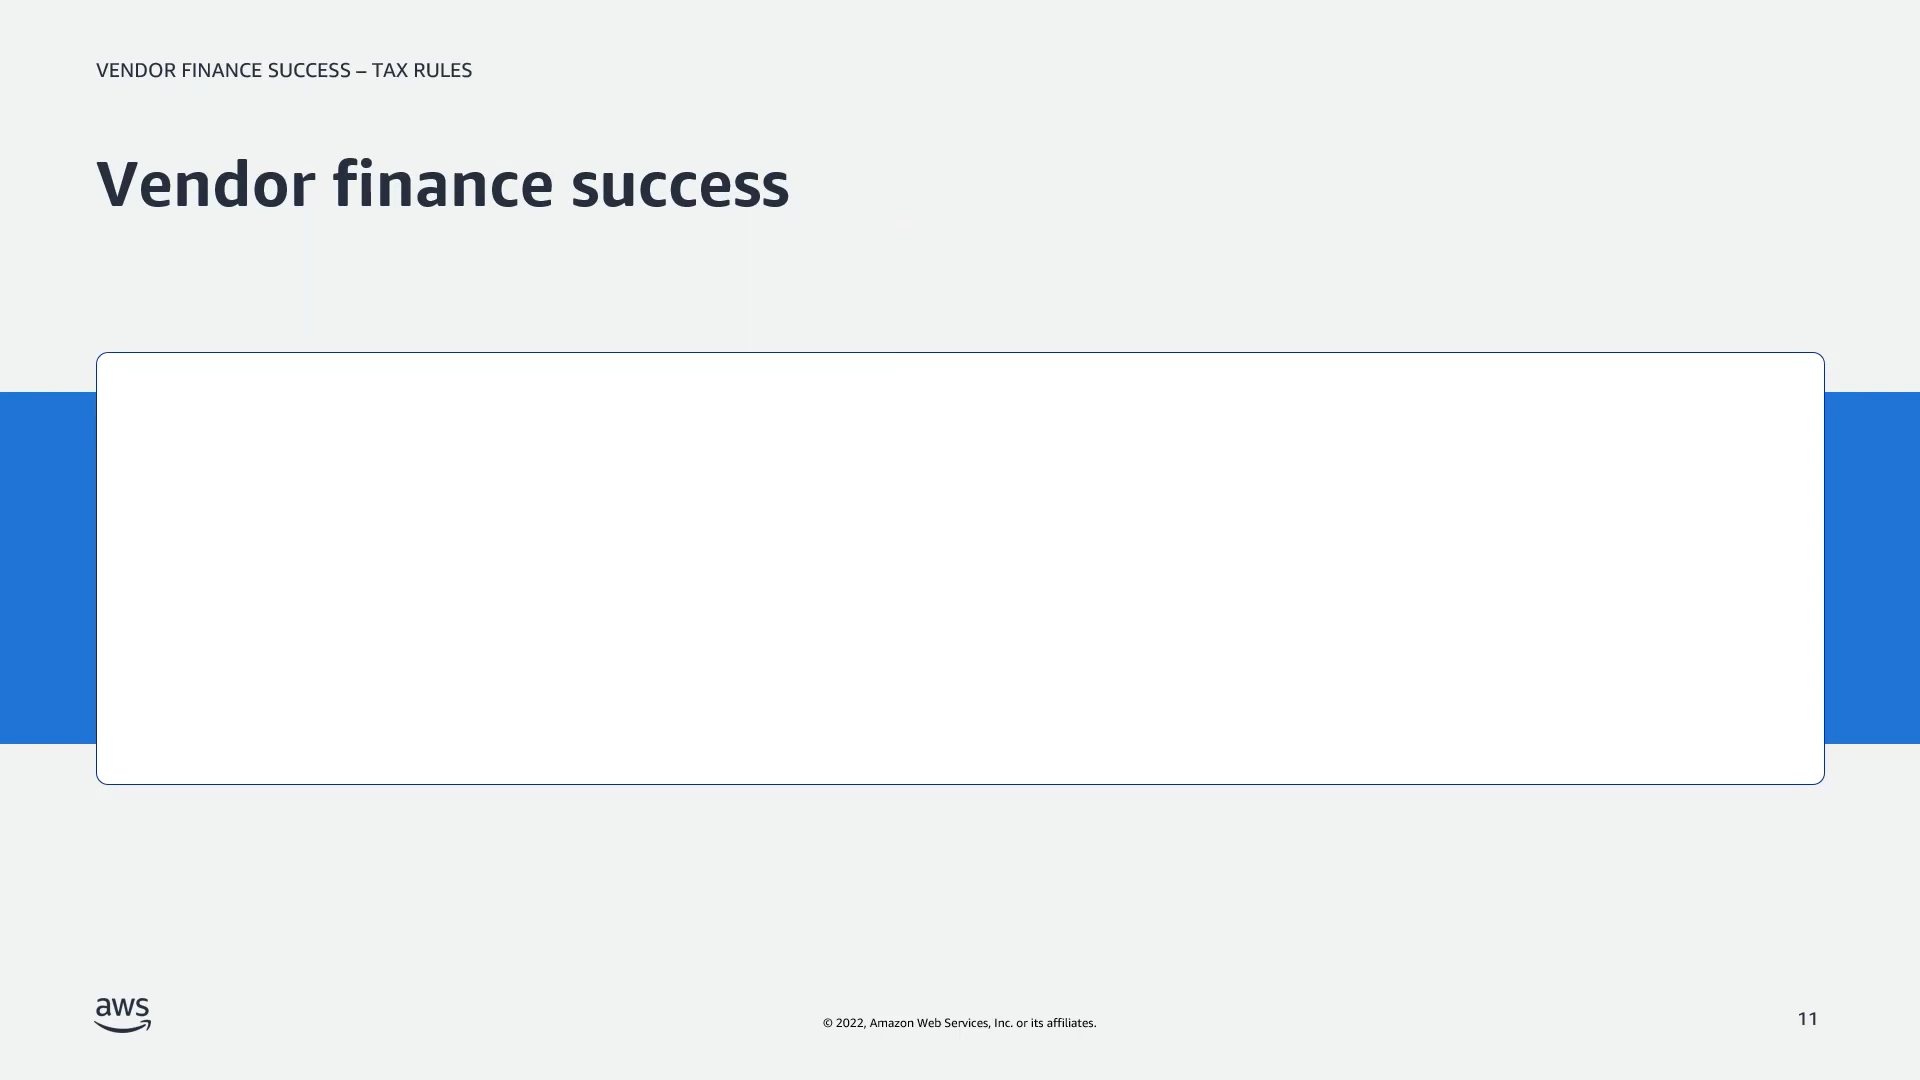 VENDOR FINANCE SUCCESS – TAX RULES
Vendor finance success
aws
© 2022, Amazon Web Services, Inc. or its affiliates.
11